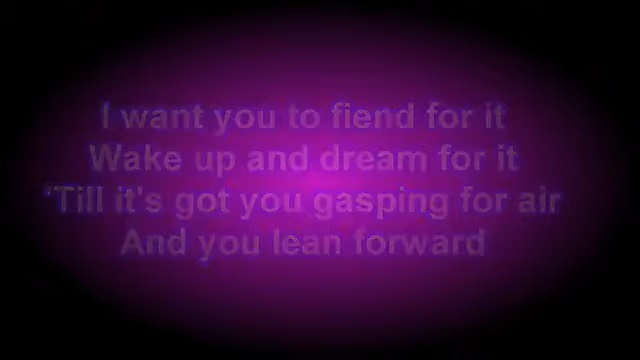 I want you to fiend for it
Wake up and dream for it
'Till it's got you gasping for air
And you lean forward